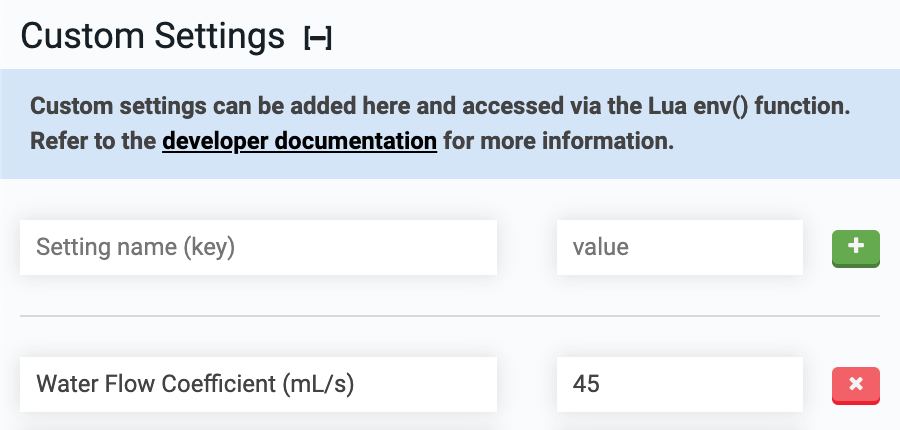 Custom Settings [–]
Custom settings can be added here and accessed via the Lua env() function.
Refer to the developer documentation for more information.
Setting name (key) value +
Water Flow Coefficient (mL/s) 45 ×